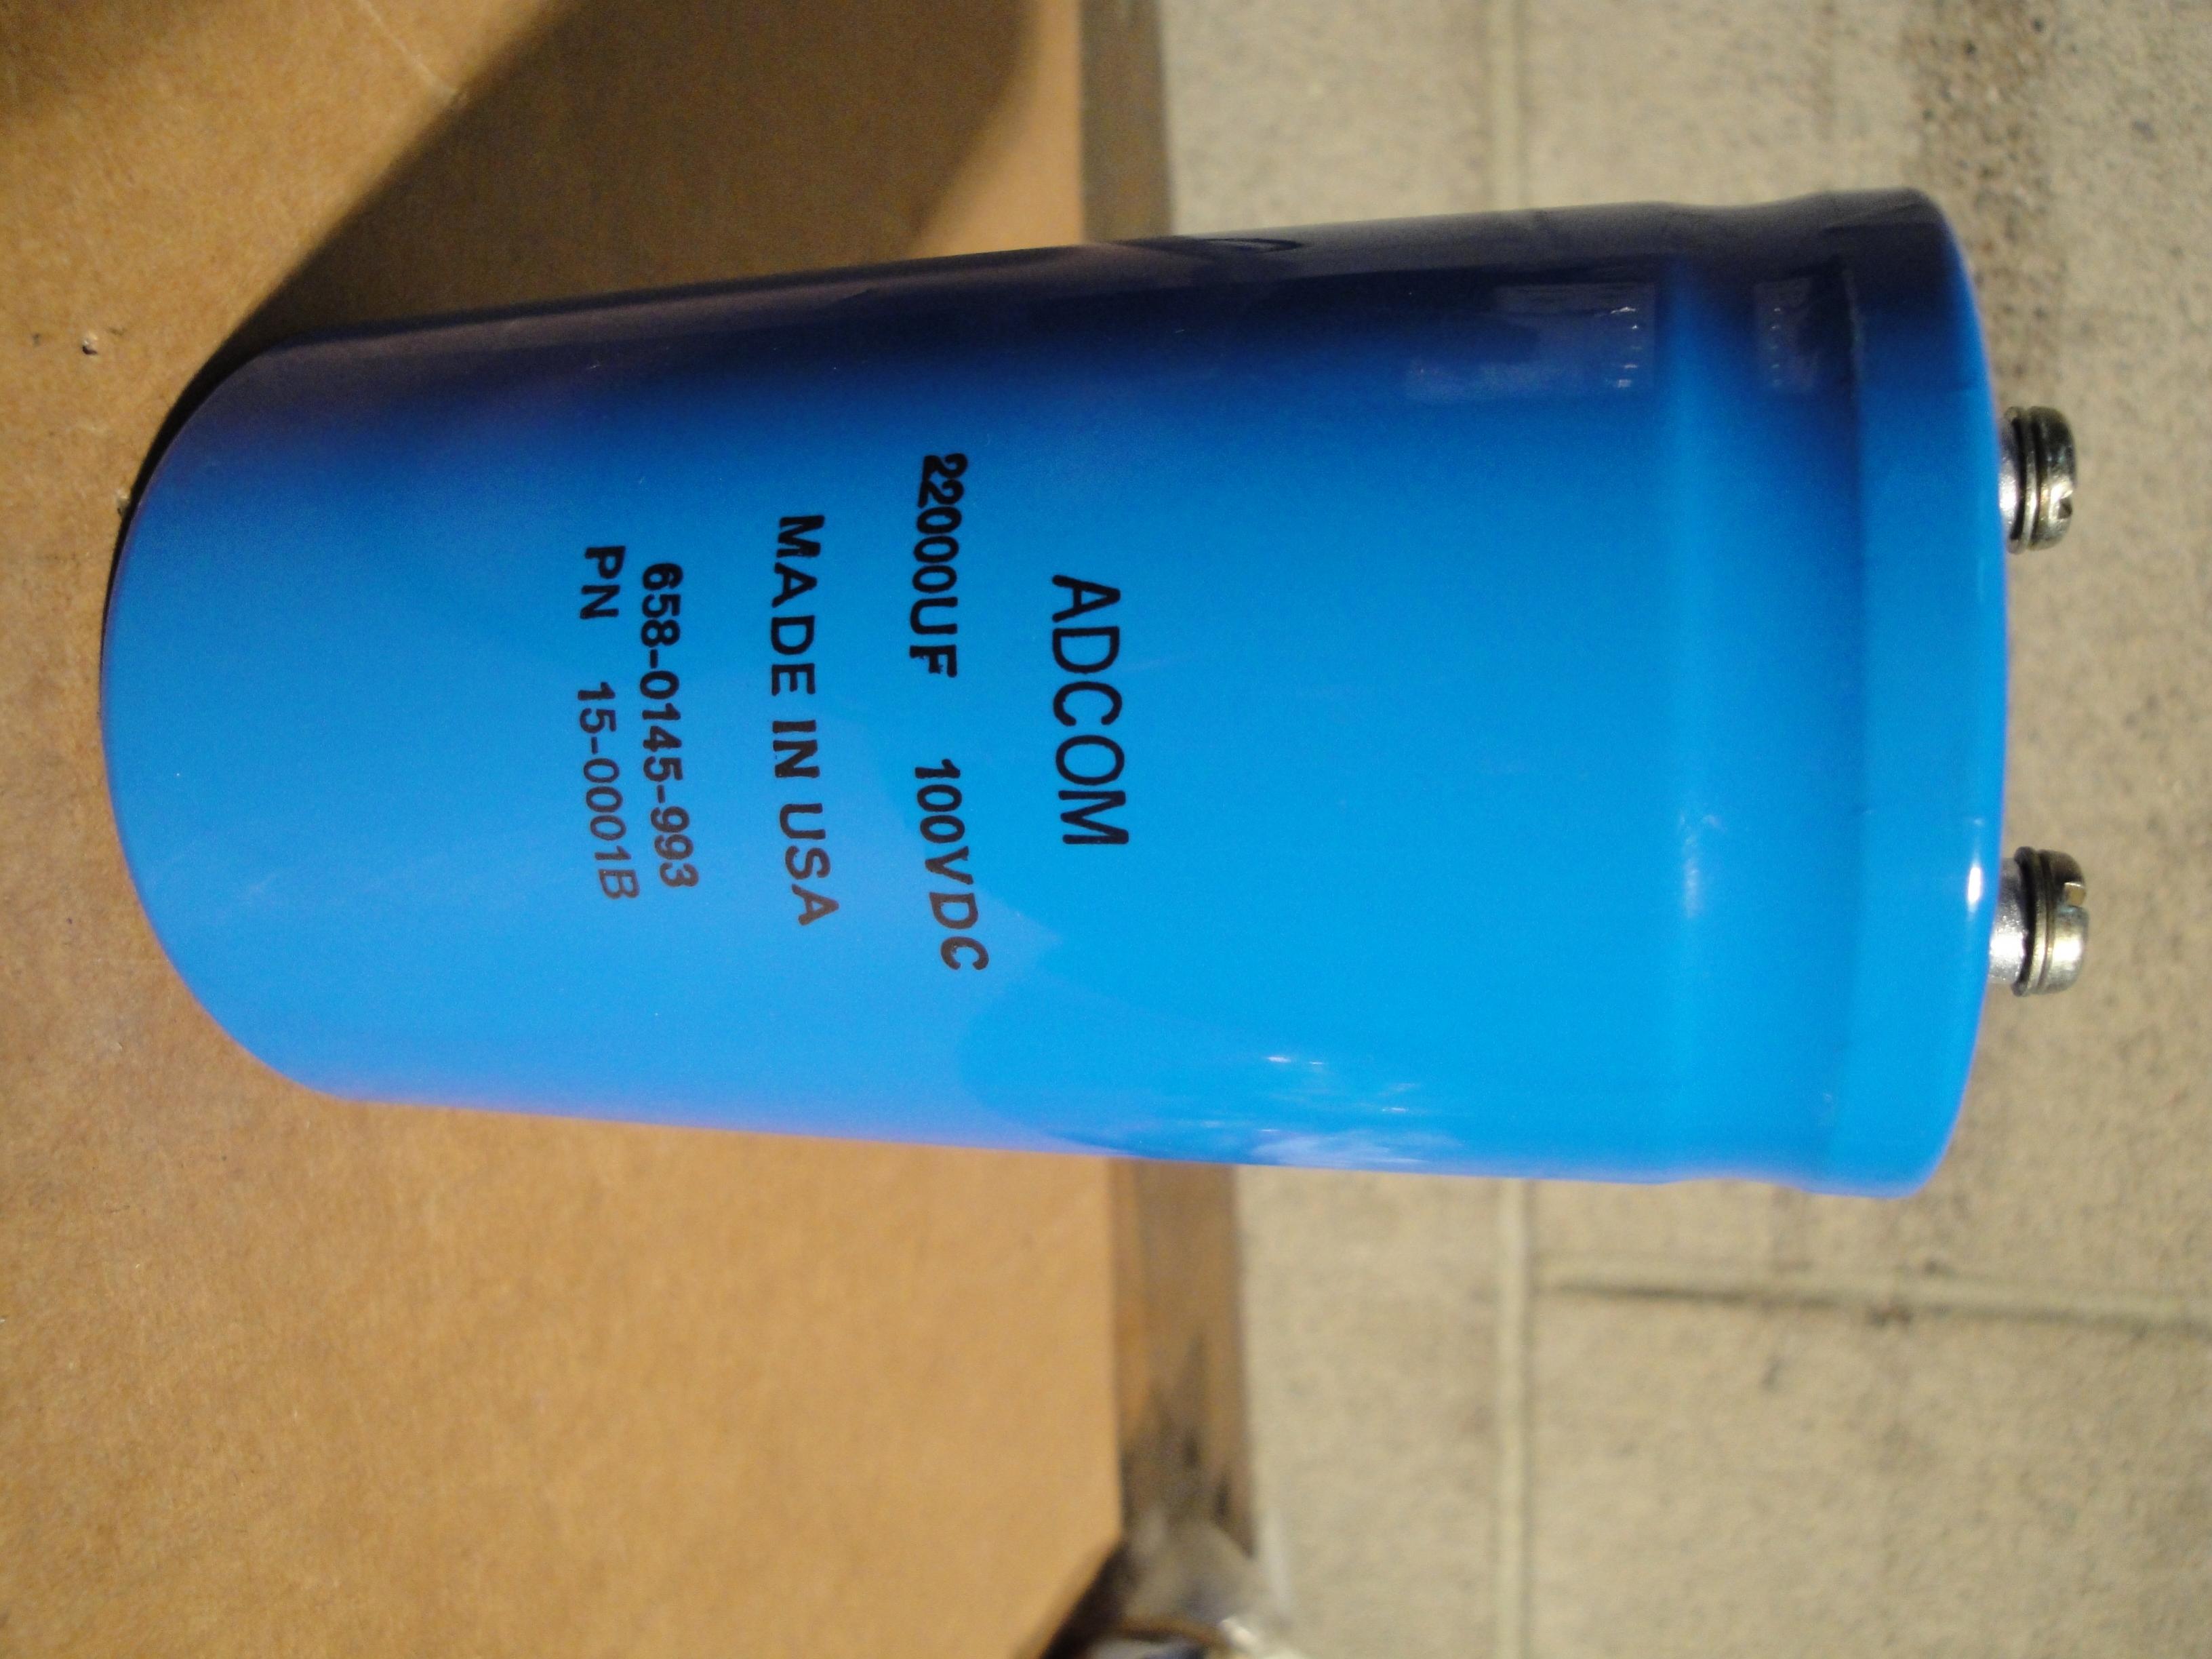 ADCOM
22000UF 100VDC
MADE IN USA
658-0145-993
PN 15-0001B